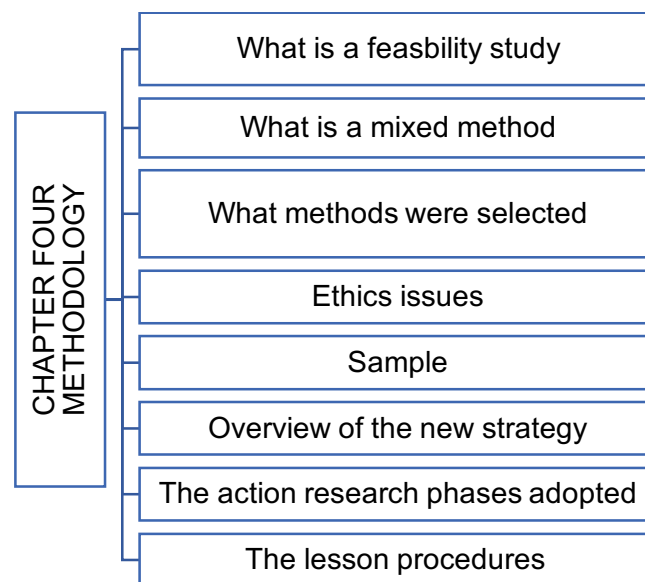 CHAPTER FOUR
METHODOLOGY
What is a feasbility study
What is a mixed method
What methods were selected
Ethics issues
Sample
Overview of the new strategy
The action research phases adopted
The lesson procedures